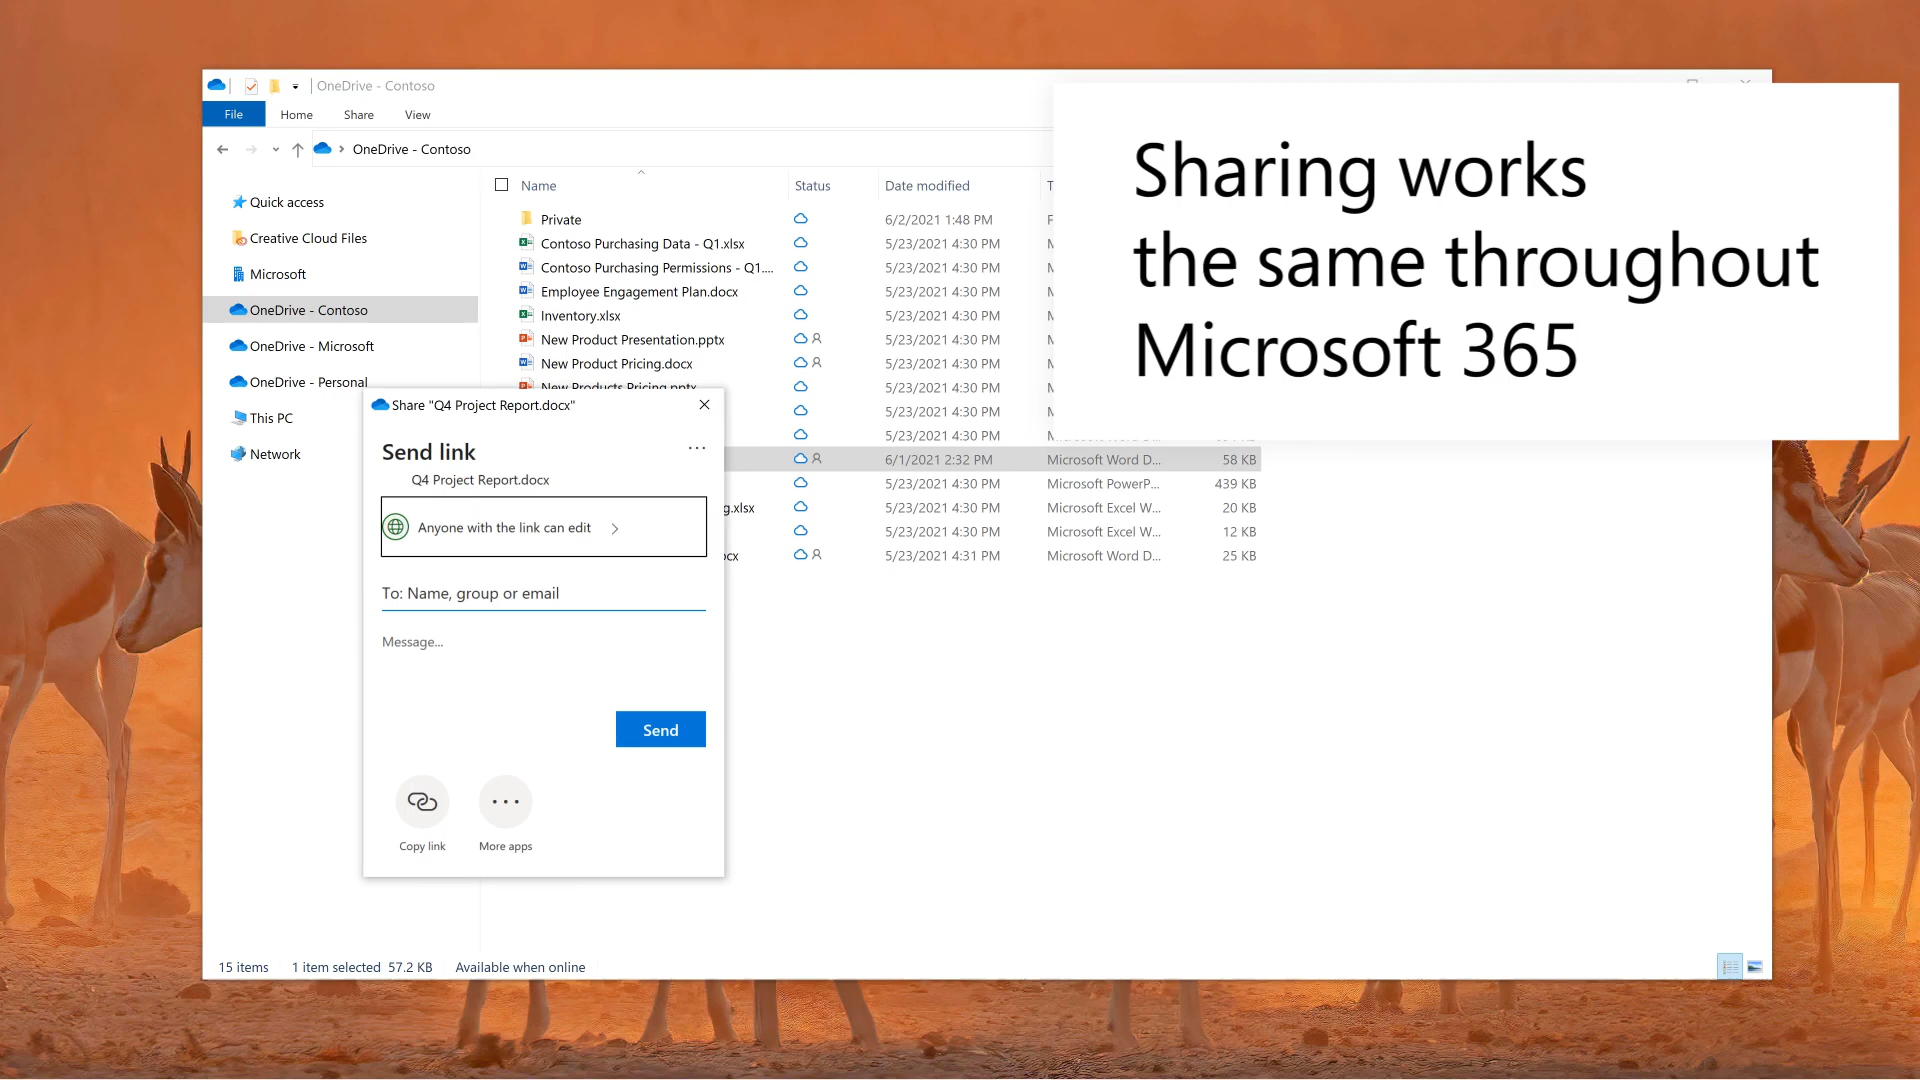 OneDrive - Contoso
File Home Share View
OneDrive - Contoso
Sharing works
the same throughout
Microsoft 365
Quick access
Creative Cloud Files
Microsoft
OneDrive - Contoso
OneDrive - Microsoft
OneDrive - Personal
This PC
Network
Name Status Date modified T
Private 6/2/2021 1:48 PM F
Contoso Purchasing Data - Q1.xlsx 5/23/2021 4:30 PM M
Contoso Purchasing Permissions - Q1.... 5/23/2021 4:30 PM M
Employee Engagement Plan.docx 5/23/2021 4:30 PM M
Inventory.xlsx 5/23/2021 4:30 PM M
New Product Presentation.pptx 5/23/2021 4:30 PM M
New Product Pricing.docx 5/23/2021 4:30 PM M
New Products Pricing.pptx 5/23/2021 4:30 PM M
5/23/2021 4:30 PM M
5/23/2021 4:30 PM
6/1/2021 2:32 PM Microsoft Word D... 58 KB
5/23/2021 4:30 PM Microsoft PowerP... 439 KB
g.xlsx 5/23/2021 4:30 PM Microsoft Excel W... 20 KB
5/23/2021 4:30 PM Microsoft Excel W... 12 KB
ocx 5/23/2021 4:31 PM Microsoft Word D... 25 KB
Share "Q4 Project Report.docx"
Send link
Q4 Project Report.docx
Anyone with the link can edit
To: Name, group or email
Message...
Send
Copy link More apps
15 items 1 item selected 57.2 KB Available when online